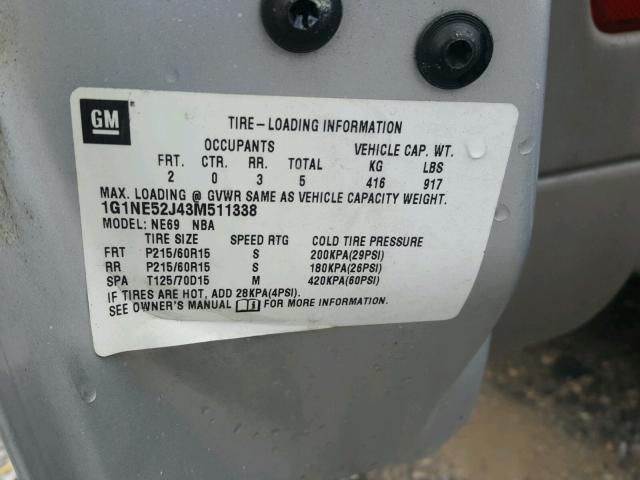 GM
TIRE-LOADING INFORMATION
OCCUPANTS VEHICLE CAP. WT.
FRT. CTR. RR. TOTAL KG LBS
2 0 3 5 416 917
MAX. LOADING @ GVWR SAME AS VEHICLE CAPACITY WEIGHT.
1G1NE52J43M511338
MODEL: NE69 NBA
TIRE SIZE SPEED RTG COLD TIRE PRESSURE
FRT P215/60R15 S 200KPA(29PSI)
RR P215/60R15 S 180KPA(26PSI)
SPA T125/70D15 M 420KPA(60PSI)
IF TIRES ARE HOT, ADD 28KPA(4PSI).
SEE OWNER'S MANUAL FOR MORE INFORMATION.